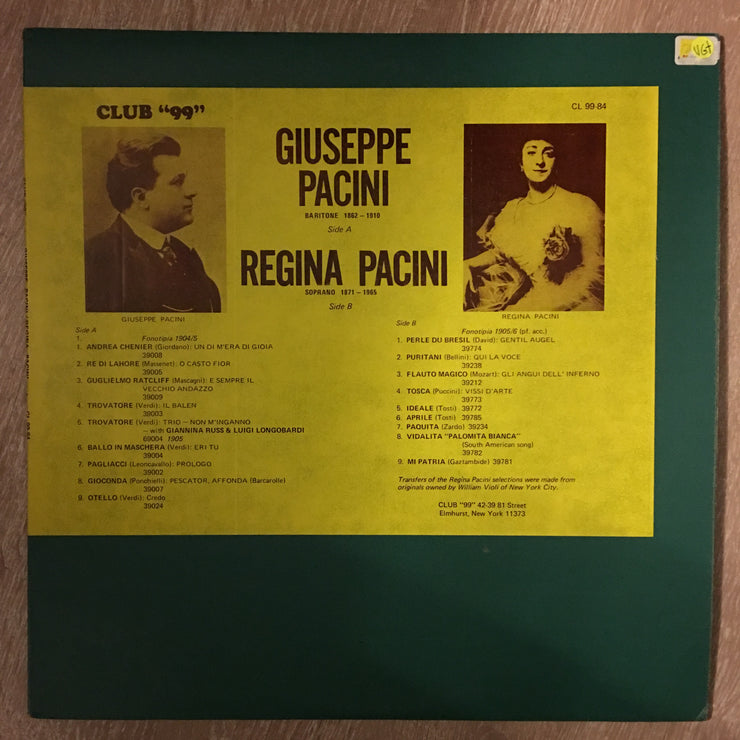 VG+
CLUB "99"
CL 99-84
GIUSEPPE
PACINI
BARITONE 1862 – 1910
Side A
REGINA PACINI
SOPRANO 1871 – 1965
Side B
GIUSEPPE PACINI
REGINA PACINI
Side A
1. Fonotipia 1904/5
1. ANDREA CHENIER (Giordano): UN DI M'ERA DI GIOIA
39008
2. RE DI LAHORE (Massenet): O CASTO FIOR
39005
3. GUGLIELMO RATCLIFF (Mascagni): E SEMPRE IL
VECCHIO ANDAZZO
39009
4. TROVATORE (Verdi): IL BALEN
39003
5. TROVATORE (Verdi): TRIO – NON M'INGANNO
– with GIANNINA RUSS & LUIGI LONGOBARDI
69004 1905
6. BALLO IN MASCHERA (Verdi): ERI TU
39004
7. PAGLIACCI (Leoncavallo): PROLOGO
39002
8. GIOCONDA (Ponchielli): PESCATOR, AFFONDA (Barcarolle)
39007
9. OTELLO (Verdi): Credo
39024
Side B
Fonotipia 1905/6 (pf. acc.)
1. PERLE DU BRESIL (David): GENTIL AUGEL
39774
2. PURITANI (Bellini): QUI LA VOCE
39238
3. FLAUTO MAGICO (Mozart): GLI ANGUI DELL' INFERNO
39212
4. TOSCA (Puccini): VISSI D'ARTE
39773
5. IDEALE (Tosti) 39772
6. APRILE (Tosti) 39785
7. PAQUITA (Zardo) 39234
8. VIDALITA "PALOMITA BIANCA"
(South American song)
39782
9. MI PATRIA (Gaztambide) 39781
Transfers of the Regina Pacini selections were made from
originals owned by William Violi of New York City.
CLUB "99" 42-39 81 Street
Elmhurst, New York 11373